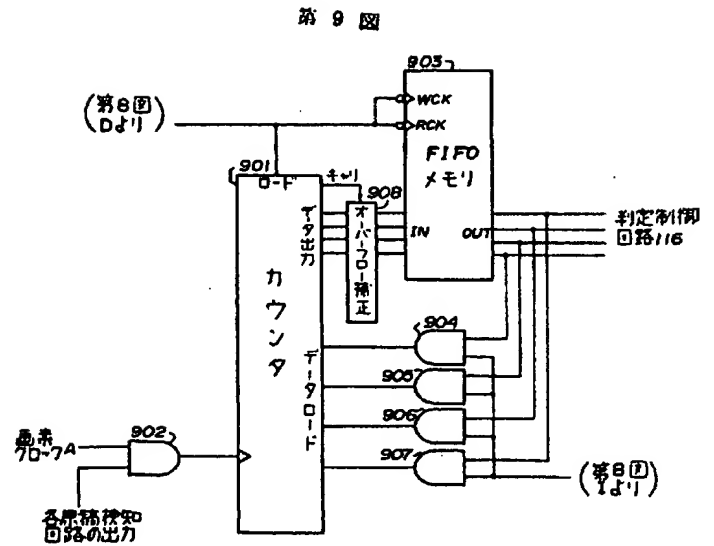 第9図
903
(第8図
Dより)
WCK
RCK
FIFO
メモリ
IN
OUT
901
ロード
キャリ
908
データ出力
オーバーフロー補正
カウンタ
データロード
判定制御
回路116
904
905
906
907
902
画素
クロックA
各原稿検知
回路の出力
(第8図
Iより)